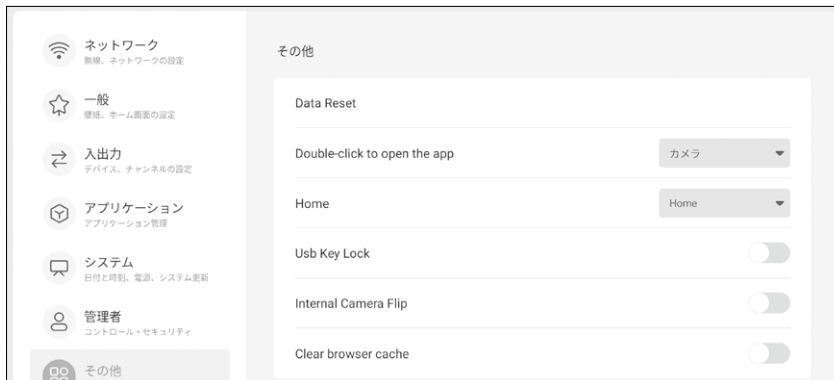 ネットワーク
無線、ネットワークの設定
一般
壁紙、ホーム画面の設定
入出力
デバイス、チャンネルの設定
アプリケーション
アプリケーション管理
システム
日付と時刻、電源、システム更新
管理者
コントロール・セキュリティ
その他
その他
Data Reset
Double-click to open the app
カメラ
Home
Home
Usb Key Lock
Internal Camera Flip
Clear browser cache